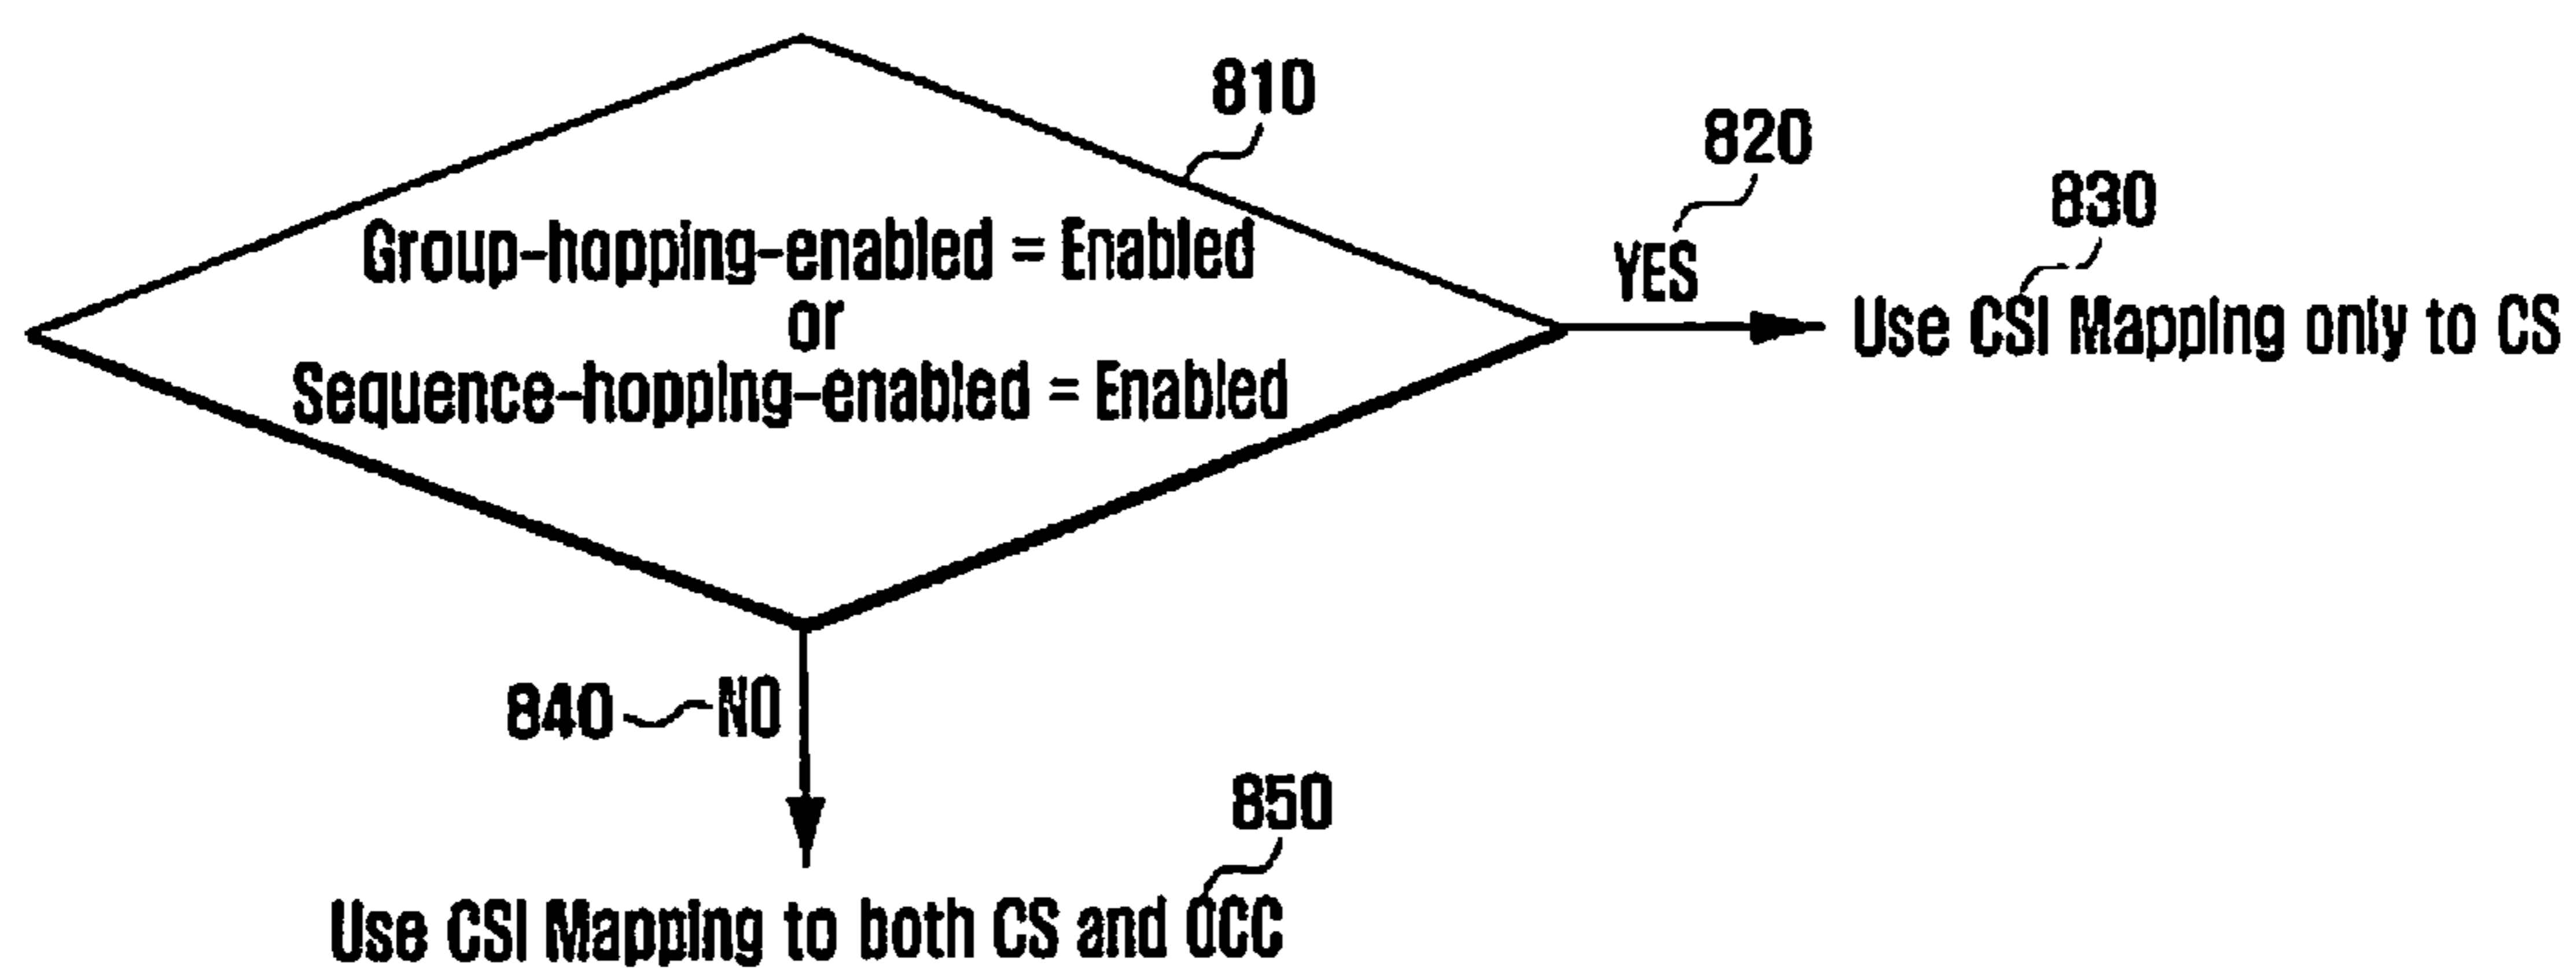 810
820
830
Group-hopping-enabled = Enabled
YES
or
Use CSI Mapping only to CS
Sequence-hopping-enabled = Enabled
840 NO
850
Use CSI Mapping to both CS and OCC